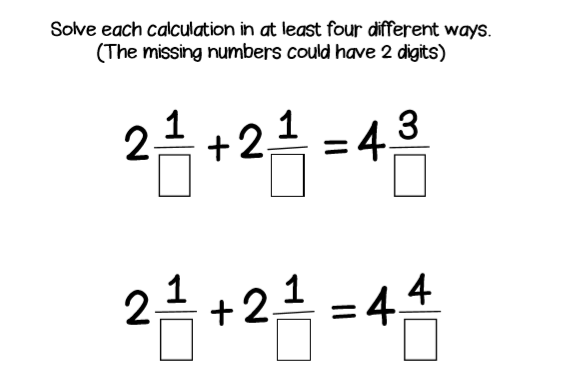 Solve each calculation in at least four different ways.
(The missing numbers could have 2 digits)
2 1/□ + 2 1/□ = 4 3/□
2 1/□ + 2 1/□ = 4 4/□